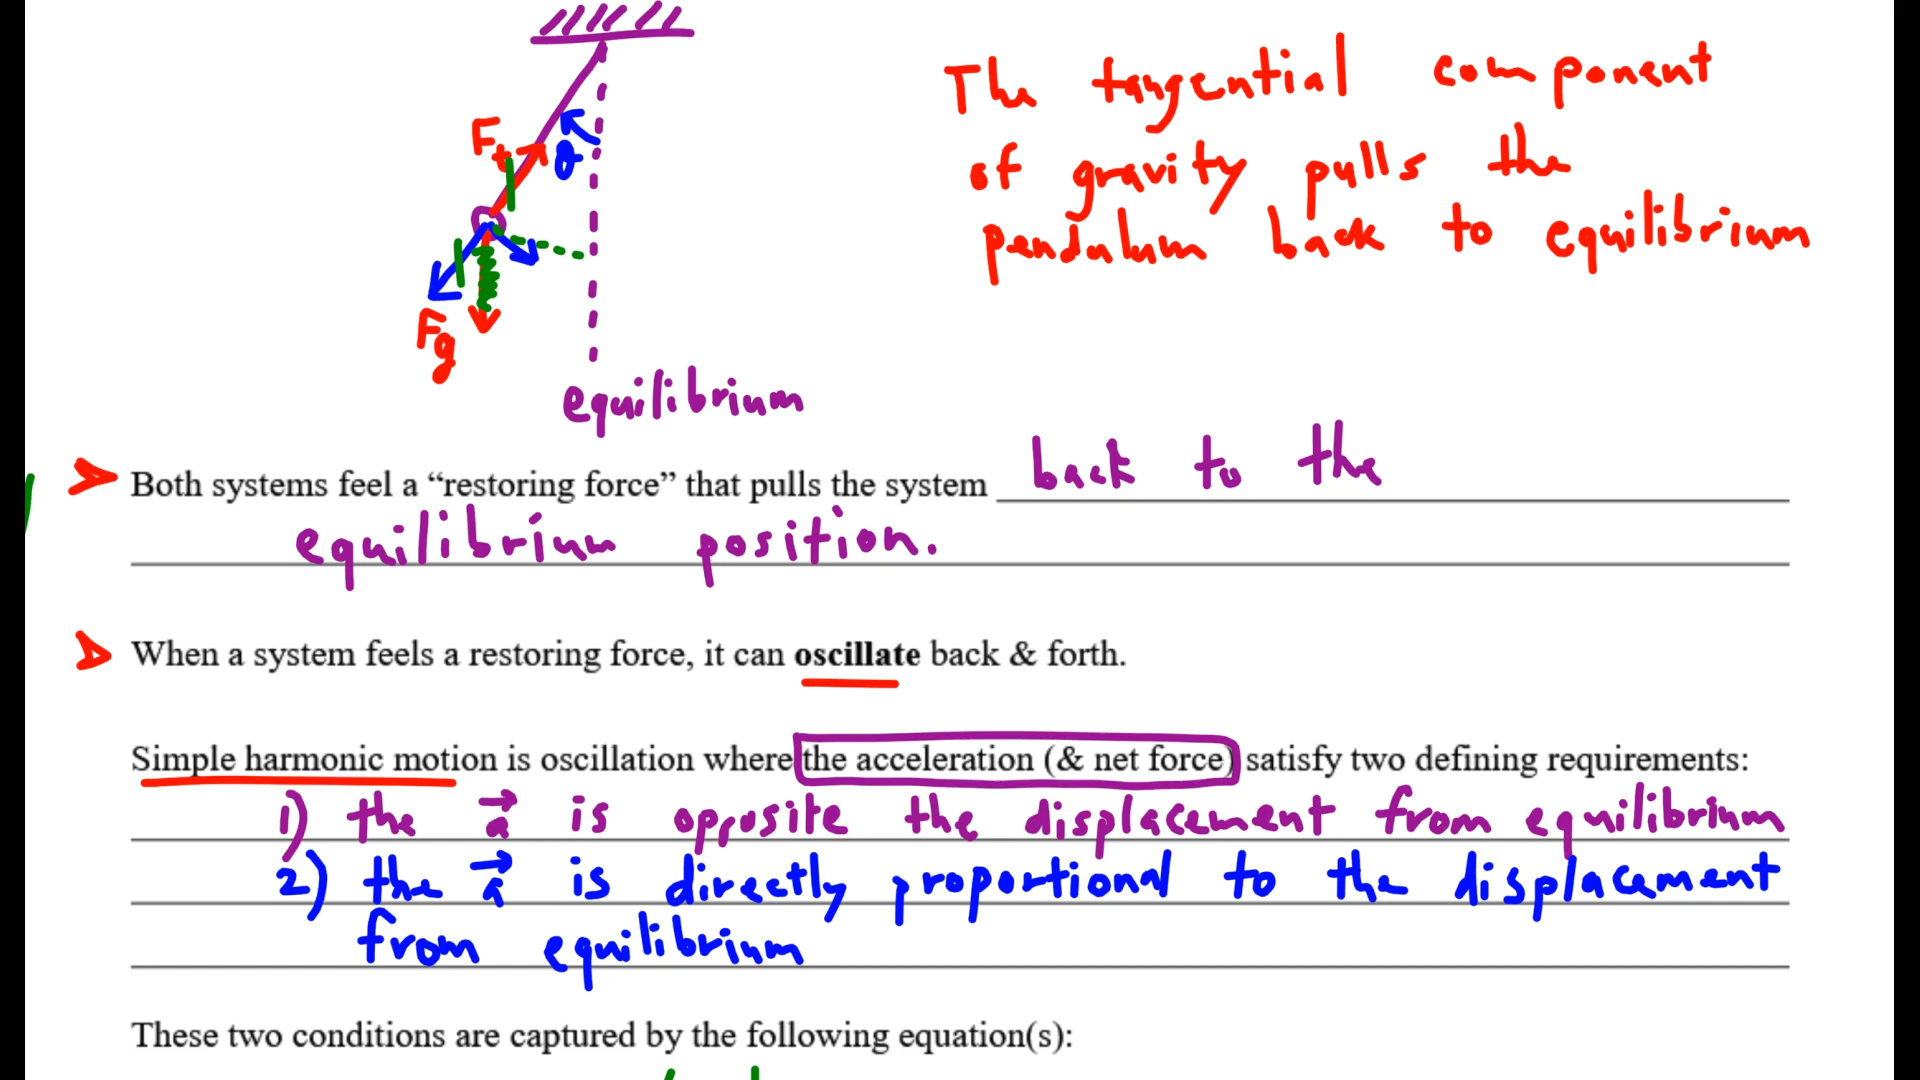 The tangential component
of gravity pulls the
pendulum back to equilibrium
Ft
θ
Fg
equilibrium
Both systems feel a “restoring force” that pulls the system back to the
equilibrium position.
When a system feels a restoring force, it can oscillate back & forth.
Simple harmonic motion is oscillation where the acceleration (& net force) satisfy two defining requirements:
1) the a⃗ is opposite the displacement from equilibrium
2) the a⃗ is directly proportional to the displacement
from equilibrium
These two conditions are captured by the following equation(s):